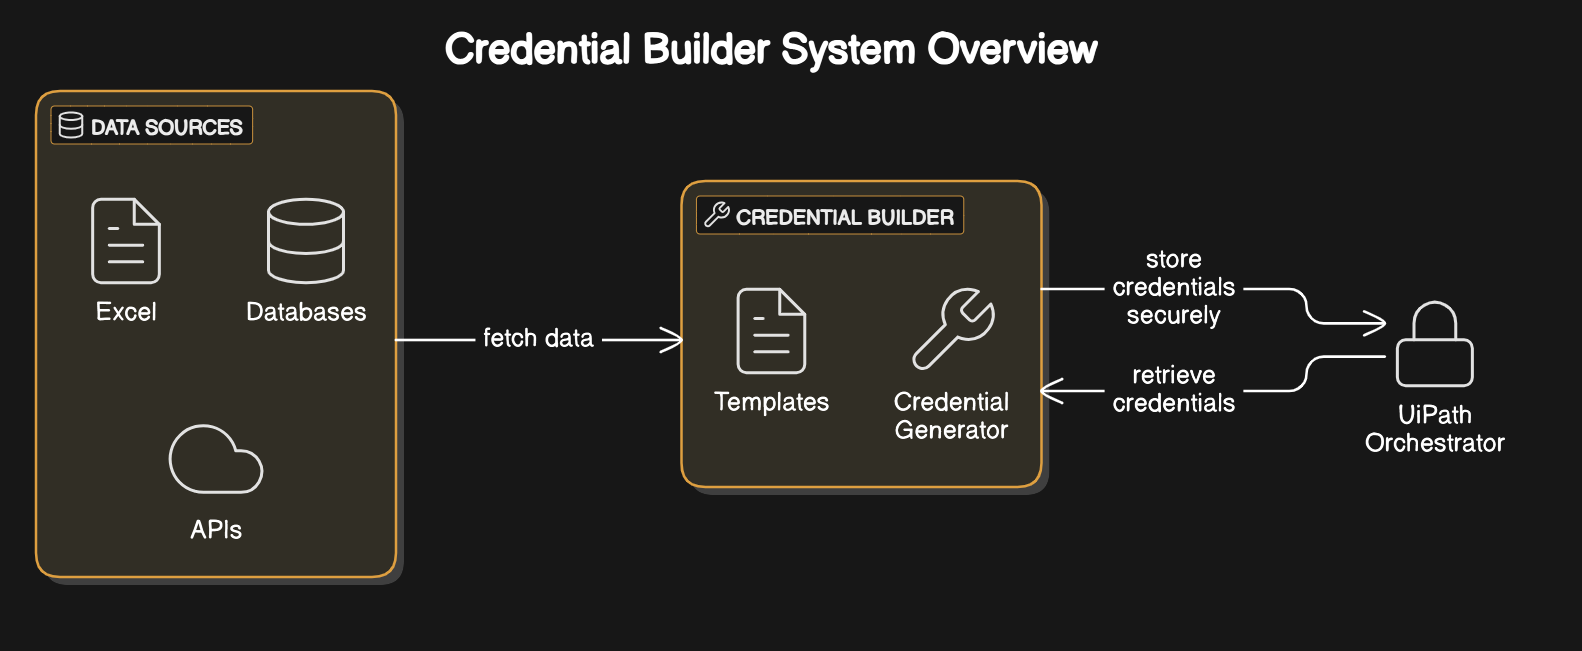 Credential Builder System Overview
DATA SOURCES
Excel
Databases
APIs
fetch data
CREDENTIAL BUILDER
Templates
Credential
Generator
store
credentials
securely
retrieve
credentials
UiPath
Orchestrator